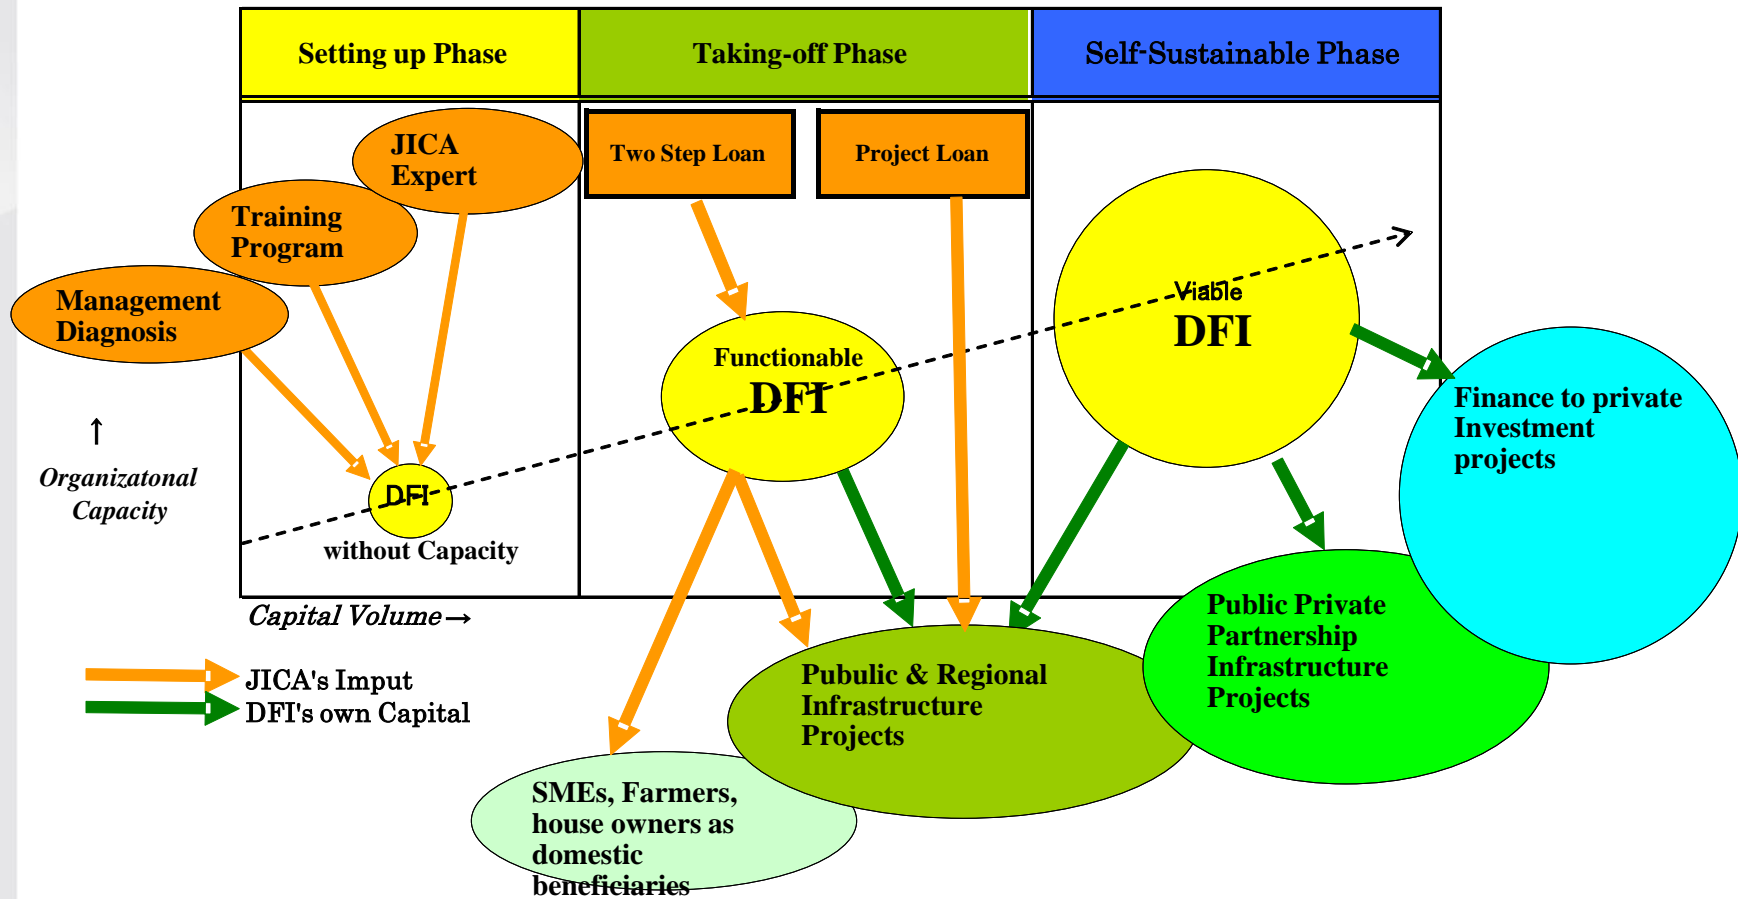 Setting up Phase
Taking-off Phase
Self-Sustainable Phase
JICA
Expert
Training
Program
Management
Diagnosis
Two Step Loan
Project Loan
Viable
DFI
Functionable
DFI
DFI
without Capacity
↑
Organizatonal
Capacity
Capital Volume→
Finance to private
Investment
projects
Public Private
Partnership
Infrastructure
Projects
Pubulic & Regional
Infrastructure
Projects
SMEs, Farmers,
house owners as
domestic
beneficiaries
JICA's Imput
DFI's own Capital